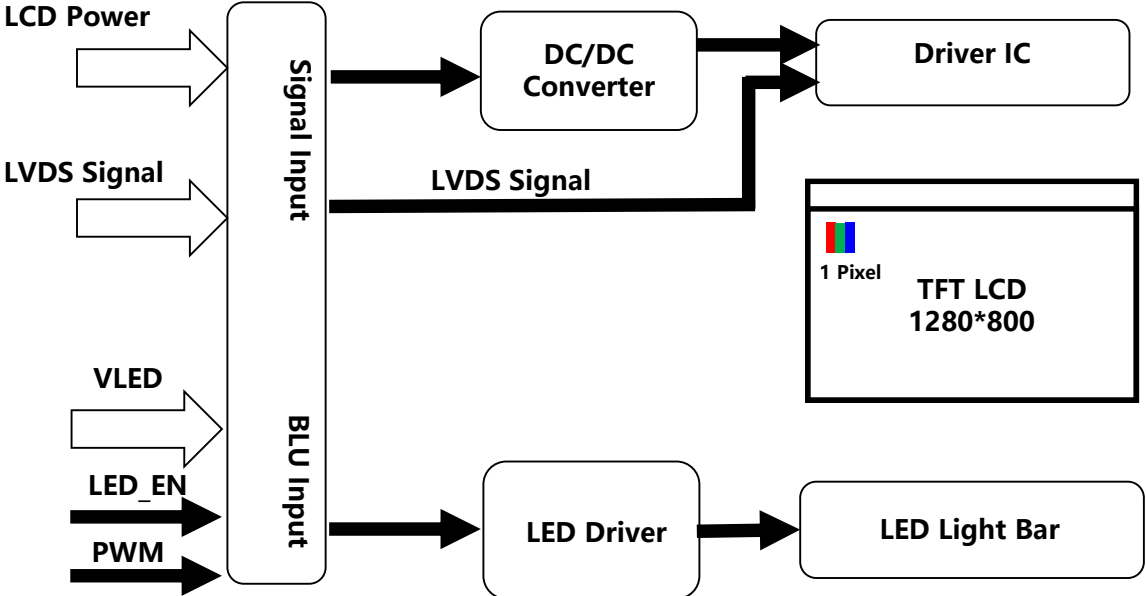 LCD Power
DC/DC
Converter
Driver IC
Signal Input
LVDS Signal
LVDS Signal
1 Pixel
TFT LCD
1280*800
VLED
BLU Input
LED_EN
LED Driver
LED Light Bar
PWM